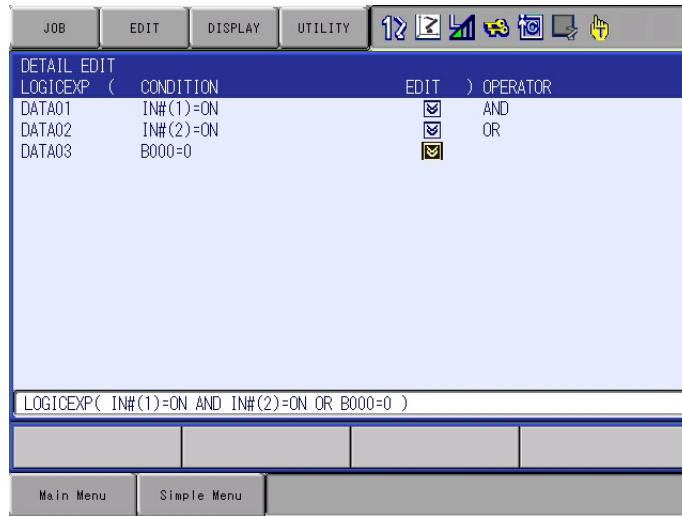 JOB EDIT DISPLAY UTILITY
DETAIL EDIT
LOGICEXP ( CONDITION EDIT ) OPERATOR
DATA01 IN#(1)=ON AND
DATA02 IN#(2)=ON OR
DATA03 B000=0
LOGICEXP( IN#(1)=ON AND IN#(2)=ON OR B000=0 )
Main Menu Simple Menu